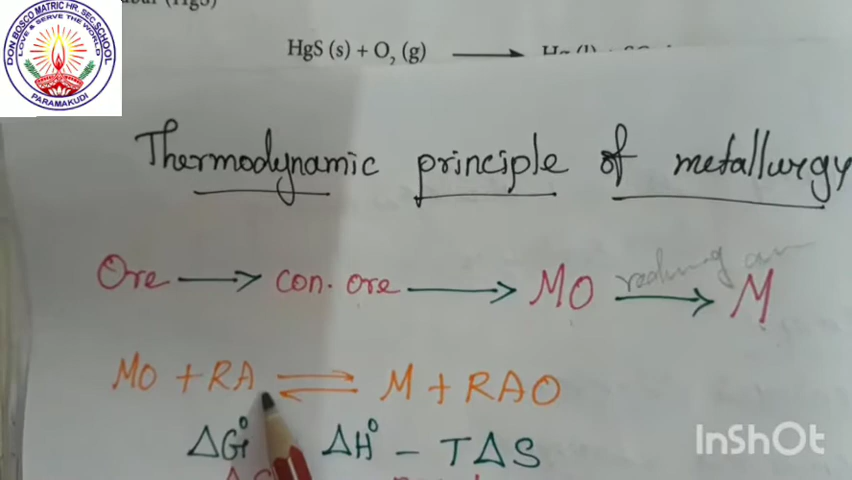 DON BOSCO MATRIC HR. SEC. SCHOOL
LOVE & SERVE THE WORLD
PARAMAKUDI
(HgS)
HgS (s) + O₂ (g) ⟶
Thermodynamic principle of metallurgy
Ore ⟶ con. ore ⟶ MO ⟶ M
MO + RA ⇌ M + RAO
ΔG° ΔH° - TΔS
InShOt